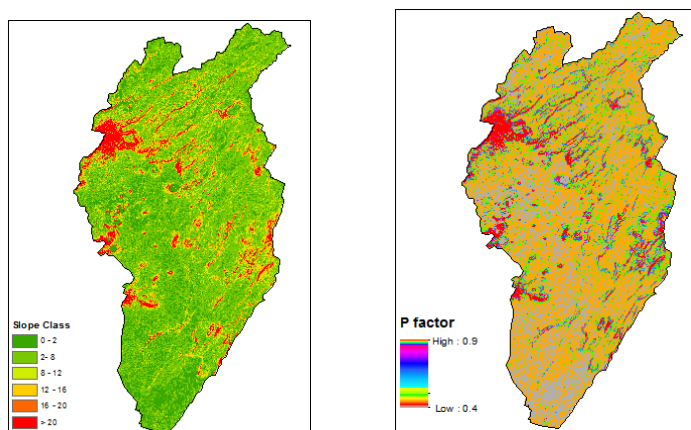 Slope Class
0 - 2
2- 8
8 - 12
12 - 16
16 - 20
> 20
P factor
High : 0.9
Low : 0.4